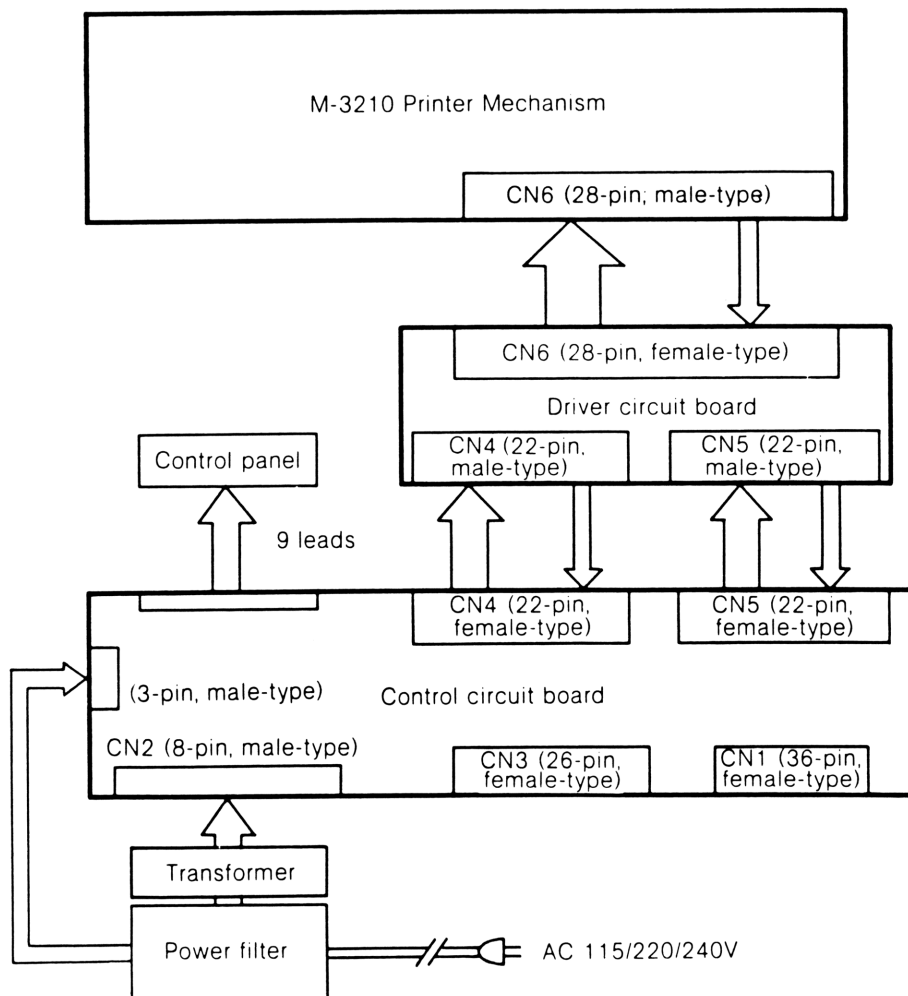 M-3210 Printer Mechanism
CN6 (28-pin; male-type)
CN6 (28-pin, female-type)
Driver circuit board
CN4 (22-pin,
male-type)
CN5 (22-pin,
male-type)
Control panel
9 leads
CN4 (22-pin,
female-type)
CN5 (22-pin,
female-type)
(3-pin, male-type)
Control circuit board
CN2 (8-pin, male-type)
CN3 (26-pin,
female-type)
CN1 (36-pin,
female-type)
Transformer
Power filter
AC 115/220/240V